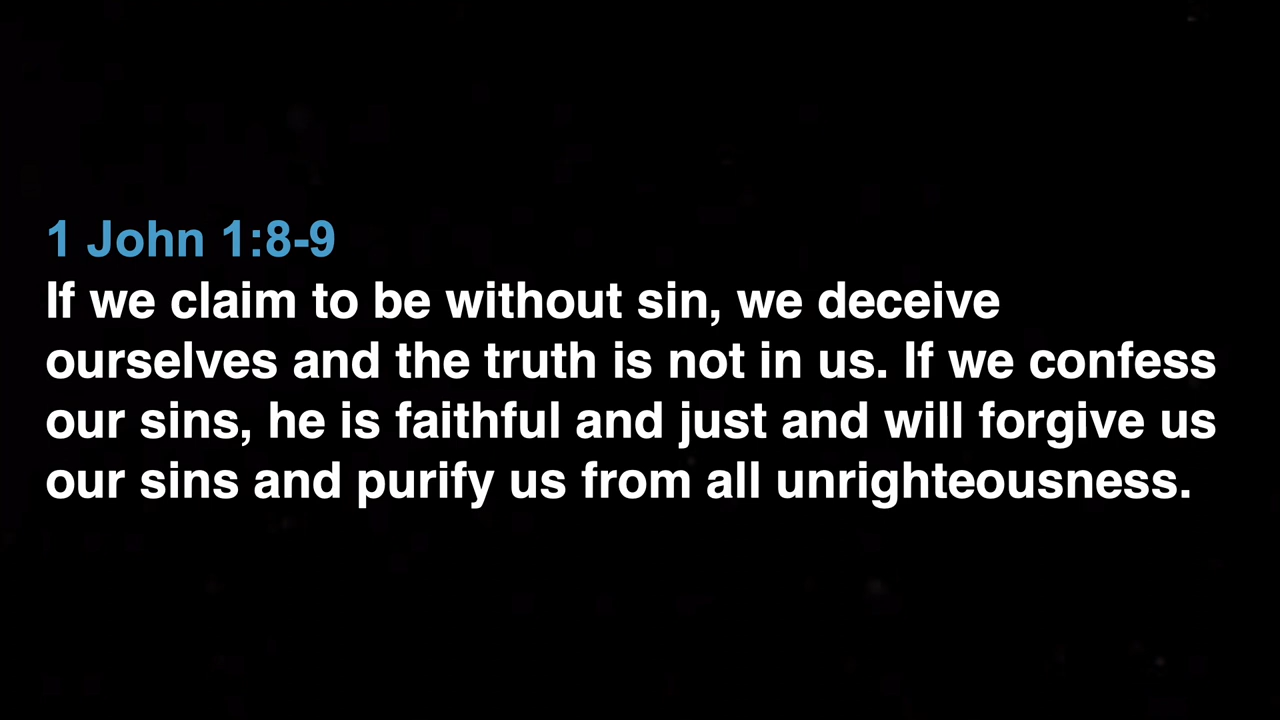 1 John 1:8-9
If we claim to be without sin, we deceive
ourselves and the truth is not in us. If we confess
our sins, he is faithful and just and will forgive us
our sins and purify us from all unrighteousness.